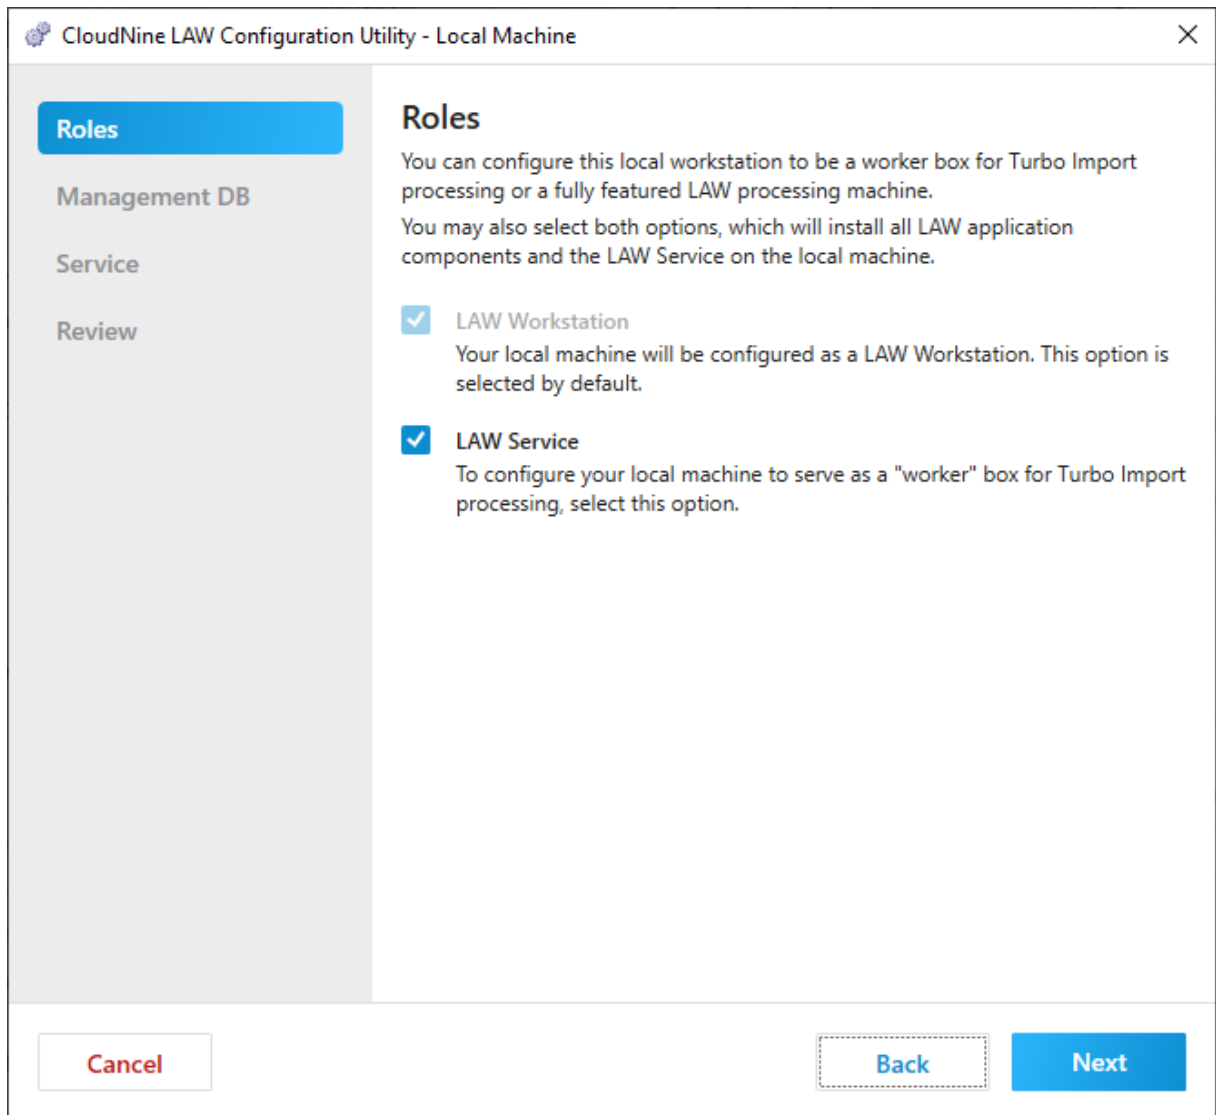 CloudNine LAW Configuration Utility - Local Machine
Roles
Management DB
Service
Review
Roles
You can configure this local workstation to be a worker box for Turbo Import
processing or a fully featured LAW processing machine.
You may also select both options, which will install all LAW application
components and the LAW Service on the local machine.
LAW Workstation
Your local machine will be configured as a LAW Workstation. This option is
selected by default.
LAW Service
To configure your local machine to serve as a "worker" box for Turbo Import
processing, select this option.
Cancel
Back
Next